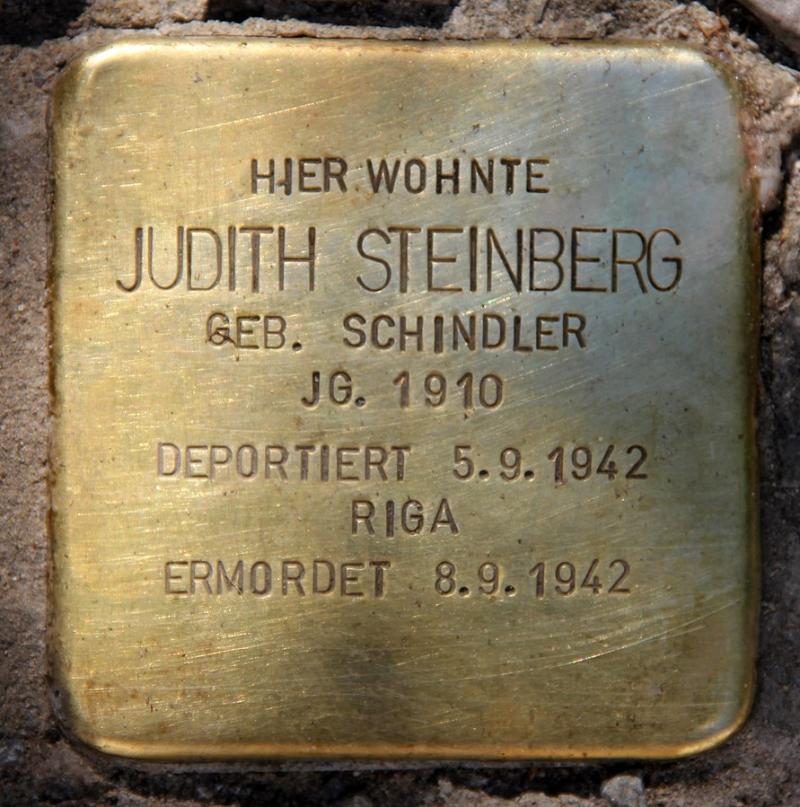 HIER WOHNTE
JUDITH STEINBERG
GEB. SCHINDLER
JG. 1910
DEPORTIERT 5.9.1942
RIGA
ERMORDET 8.9.1942